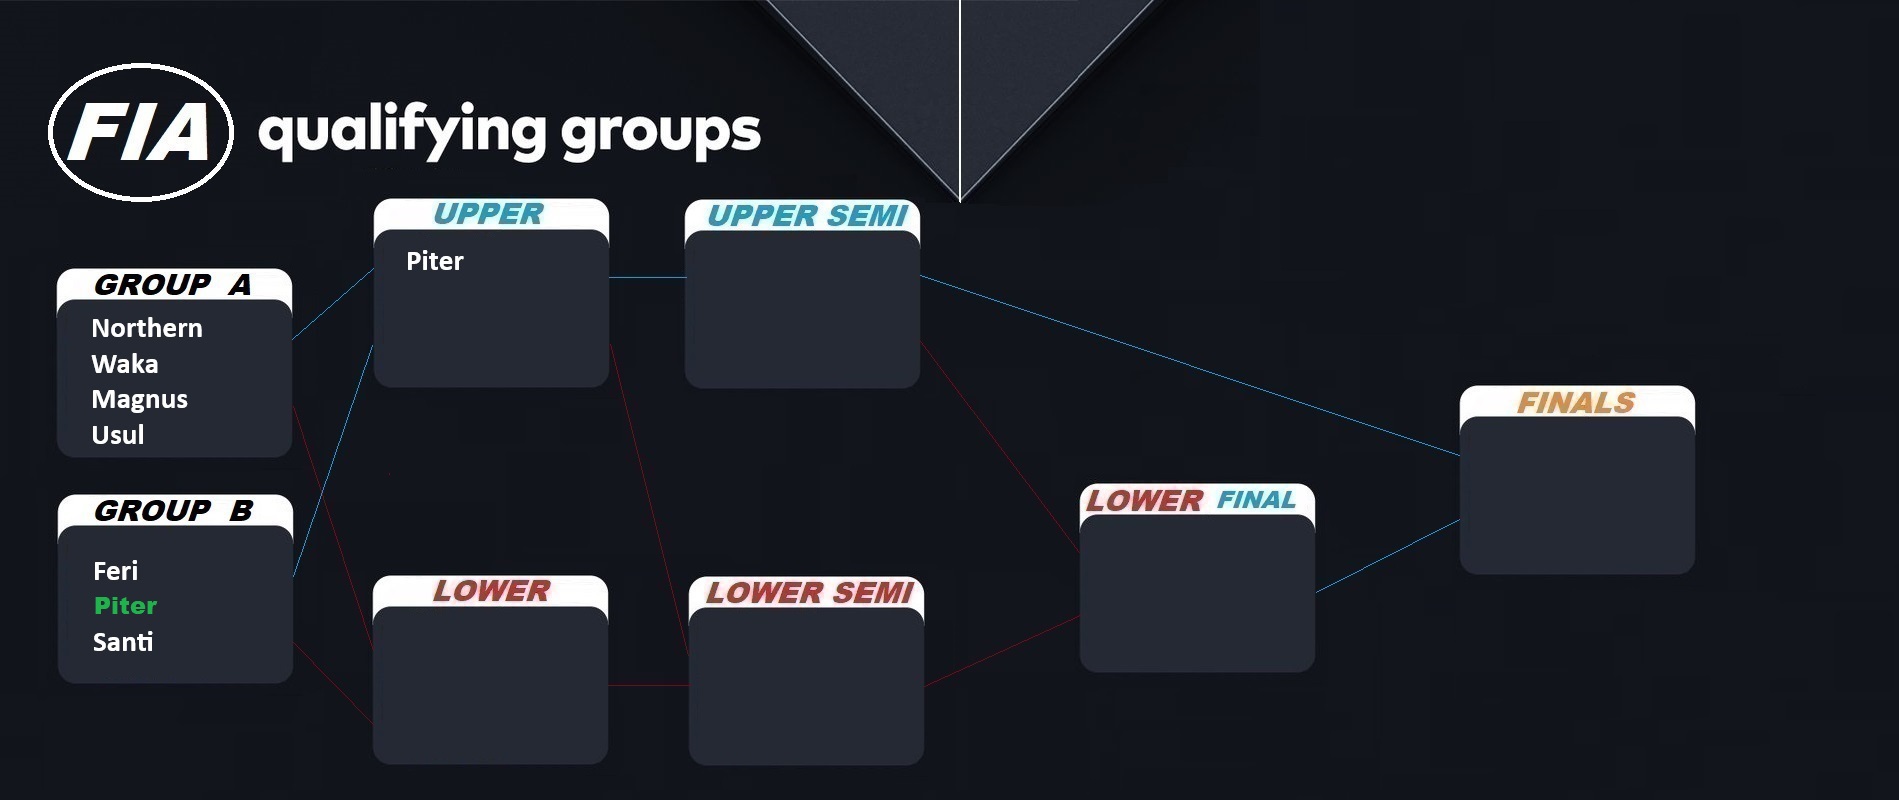 FIA
qualifying groups
UPPER
Piter
UPPER SEMI
GROUP A
Northern
Waka
Magnus
Usul
GROUP B
Feri
Piter
Santi
LOWER
LOWER SEMI
LOWER FINAL
FINALS